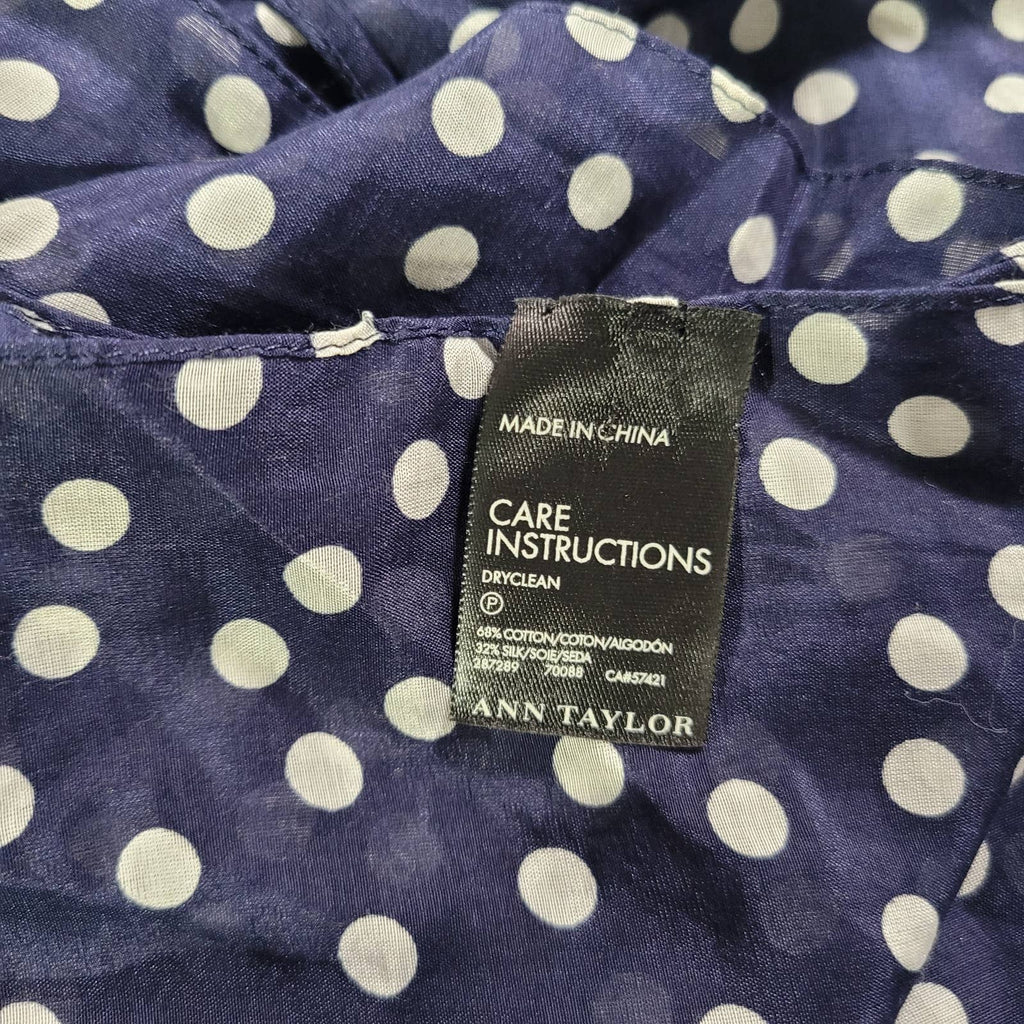 MADE IN CHINA
CARE
INSTRUCTIONS
DRYCLEAN
P
68% COTTON/COTON/ALGODÓN
32% SILK/SOIE/SEDA
287289 70088 CA#57421
ANN TAYLOR